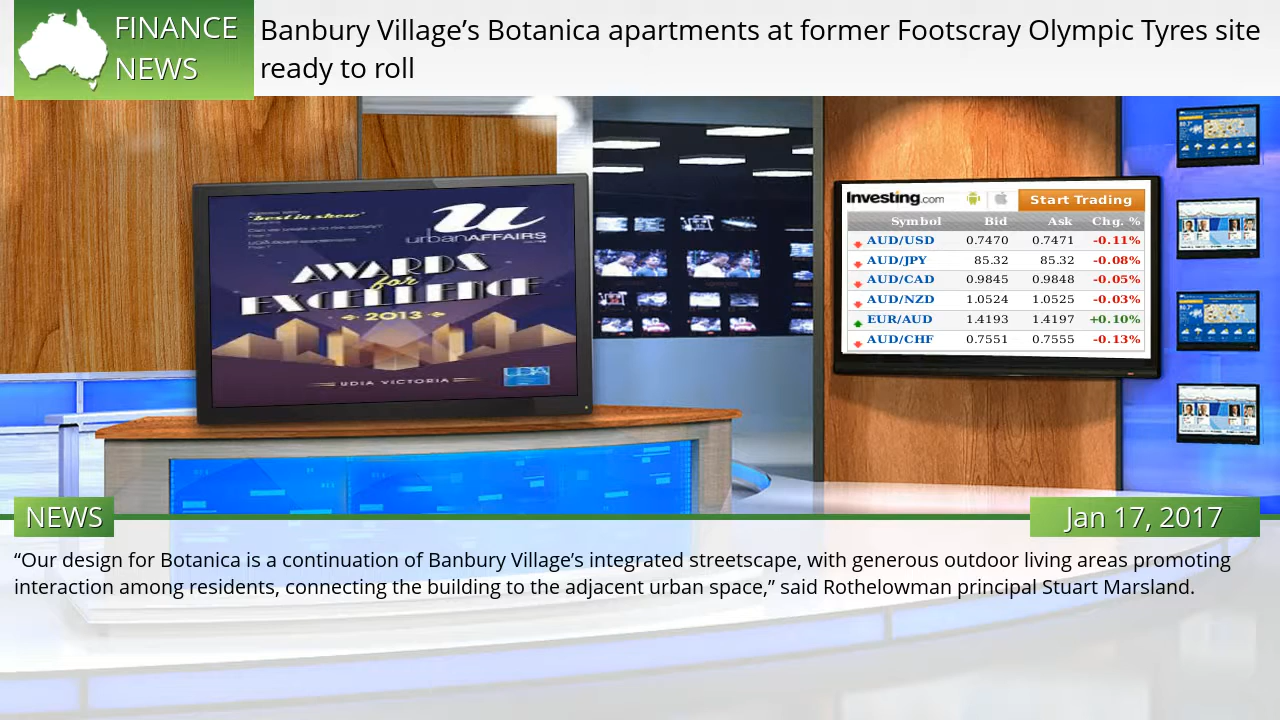 FINANCE
NEWS
Banbury Village’s Botanica apartments at former Footscray Olympic Tyres site
ready to roll
"best in show"
u
urbanAFFAIRS
AWARDS
for
EXCELLENCE
2013
UDIA VICTORIA
UDIA
Investing.com
Start Trading
Symbol Bid Ask Chg. %
AUD/USD 0.7470 0.7471 -0.11%
AUD/JPY 85.32 85.32 -0.08%
AUD/CAD 0.9845 0.9848 -0.05%
AUD/NZD 1.0524 1.0525 -0.03%
EUR/AUD 1.4193 1.4197 +0.10%
AUD/CHF 0.7551 0.7555 -0.13%
NEWS
Jan 17, 2017
“Our design for Botanica is a continuation of Banbury Village’s integrated streetscape, with generous outdoor living areas promoting
interaction among residents, connecting the building to the adjacent urban space,” said Rothelowman principal Stuart Marsland.